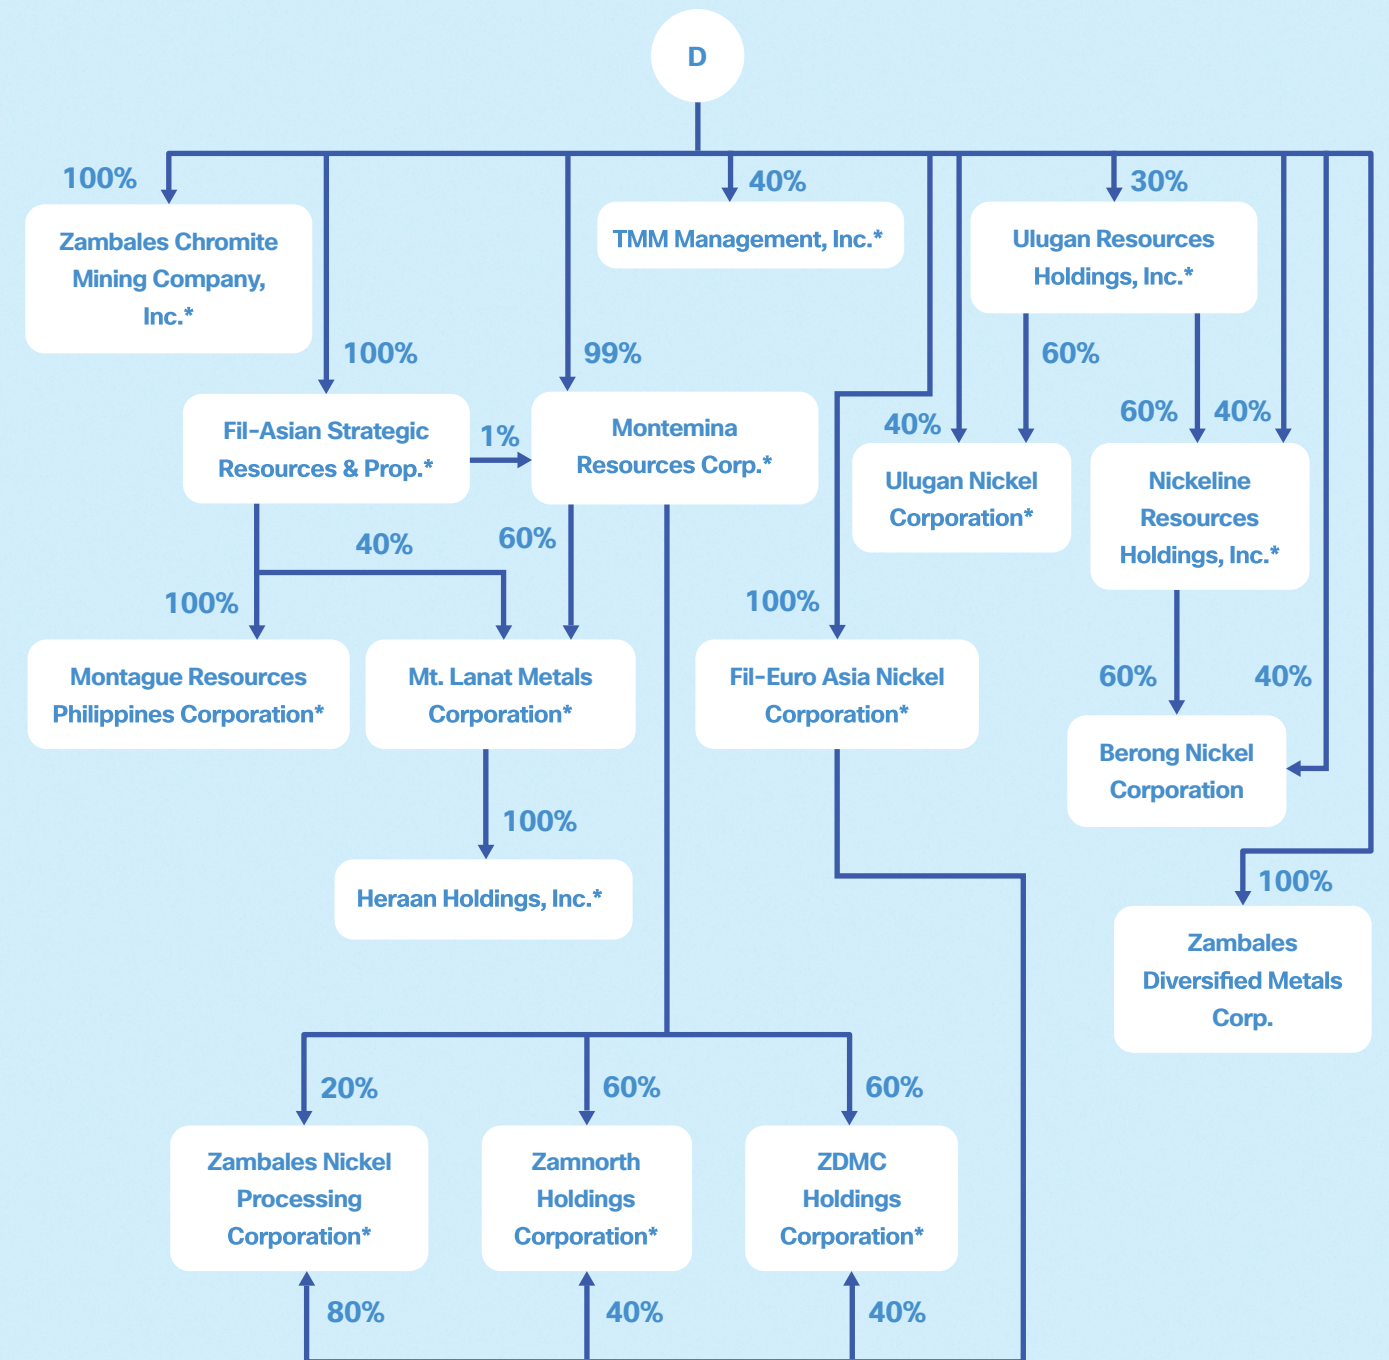 D
100%
40%
30%
Zambales Chromite
Mining Company,
Inc.*
TMM Management, Inc.*
Ulugan Resources
Holdings, Inc.*
100%
99%
60%
Fil-Asian Strategic
Resources & Prop.*
1%
Montemina
Resources Corp.*
40%
60%
40%
Ulugan Nickel
Corporation*
Nickeline
Resources
Holdings, Inc.*
40%
60%
100%
100%
Montague Resources
Philippines Corporation*
Mt. Lanat Metals
Corporation*
Fil-Euro Asia Nickel
Corporation*
60%
40%
Berong Nickel
Corporation
100%
Heraan Holdings, Inc.*
100%
Zambales
Diversified Metals
Corp.
20%
60%
60%
Zambales Nickel
Processing
Corporation*
Zamnorth
Holdings
Corporation*
ZDMC
Holdings
Corporation*
80%
40%
40%